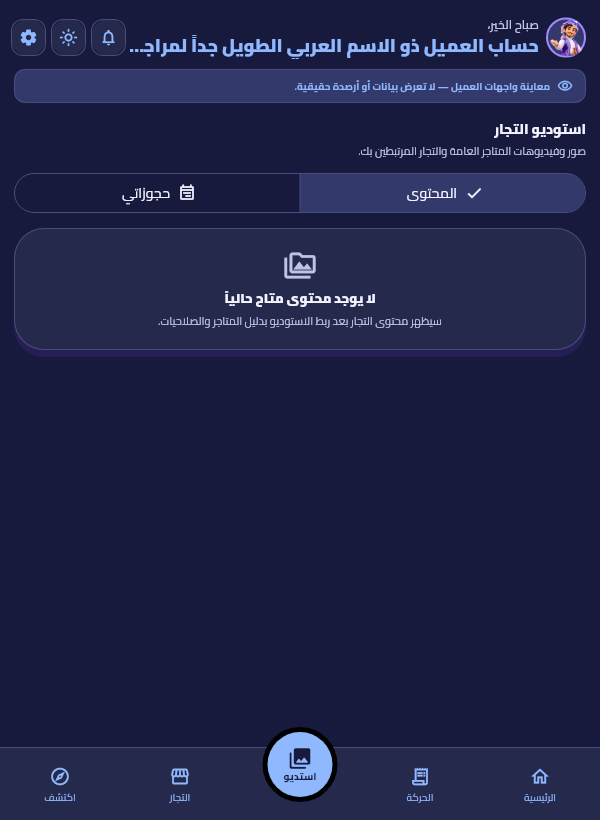 صباح الخير،
حساب العميل ذو الاسم العربي الطويل جداً لمراجـ...
معاينة واجهات العميل — لا تعرض بيانات أو أرصدة حقيقية.
استوديو التجار
صور وفيديوهات المتاجر العامة والتجار المرتبطين بك.
المحتوى
حجوزاتي
لا يوجد محتوى متاح حالياً
سيظهر محتوى التجار بعد ربط الاستوديو بدليل المتاجر والصلاحيات.
الرئيسية
الحركة
استديو
التجار
اكتشف